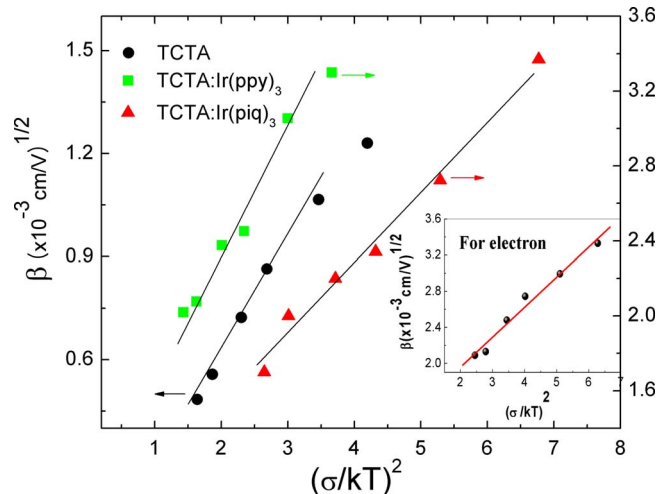 TCTA
TCTA:Ir(ppy)3
TCTA:Ir(piq)3
β (x10⁻³ cm/V)^1/2
1.5
1.2
0.9
0.6
3.6
3.2
2.8
2.4
2.0
1.6
1 2 3 4 5 6 7 8
(σ/kT)²
For electron
β(x10⁻³cm/V)^1/2
3.6
3.2
2.8
2.4
2.0
2 3 4 5 6 7
(σ/kT)²